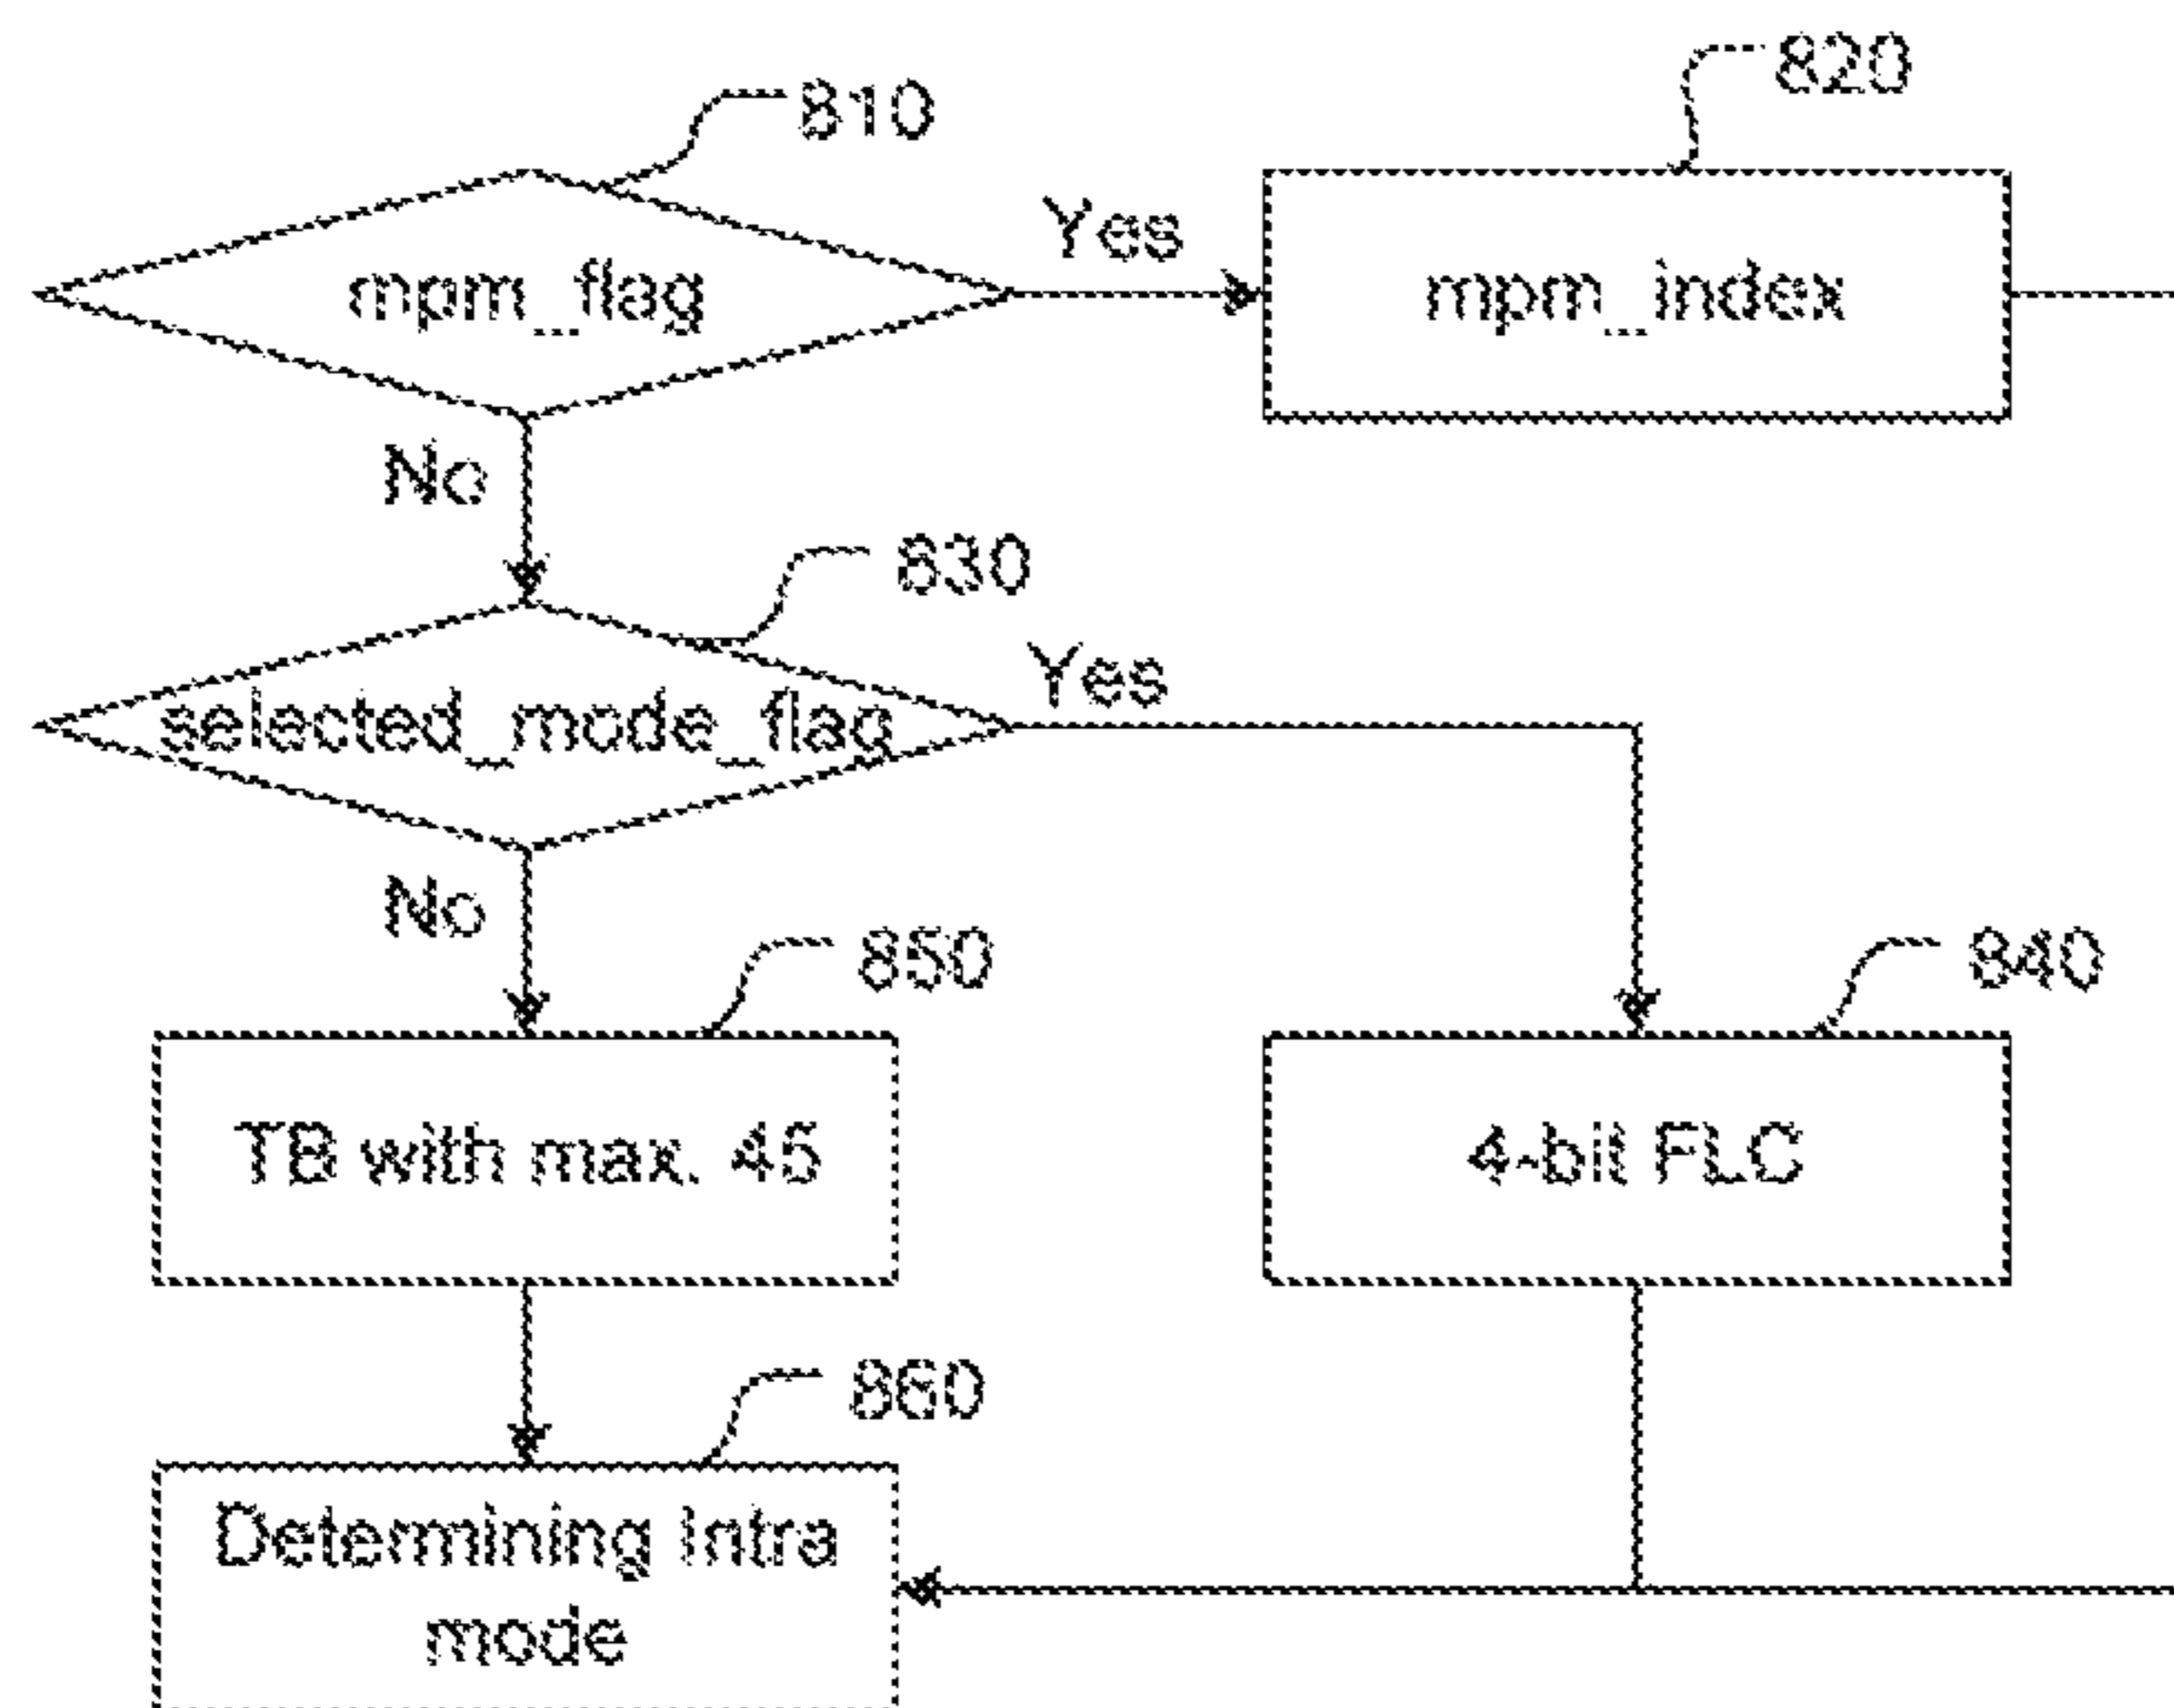 820
810
Yes
mpm_flag
mpm_index
No
830
Yes
selected_mode_flag
No
850
840
TB with max. 45
4-bit FLC
860
Determining Intra
mode